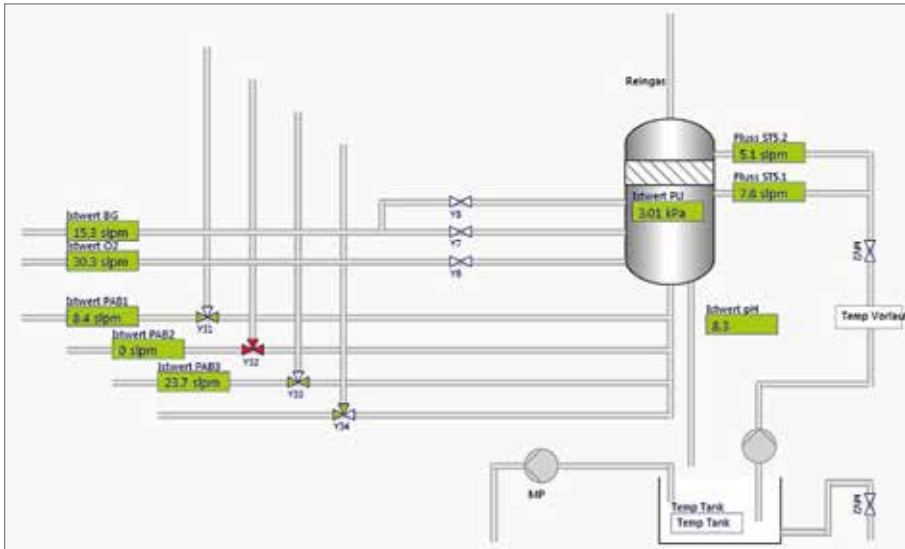 Reingas
Fluss STS.2
5.1 slpm
Fluss STS.1
7.6 slpm
Istwert PU
3.01 kPa
Istwert BG
15.3 slpm
Istwert O2
30.3 slpm
Y7
MV2
Istwert PAB1
8.4 slpm
Y31
Istwert pH
8.3
Temp Vorlauf
Istwert PAB2
0 slpm
Y32
Istwert PAB3
23.7 slpm
Y33
Y34
MP
Temp Tank
Temp Tank
MV2